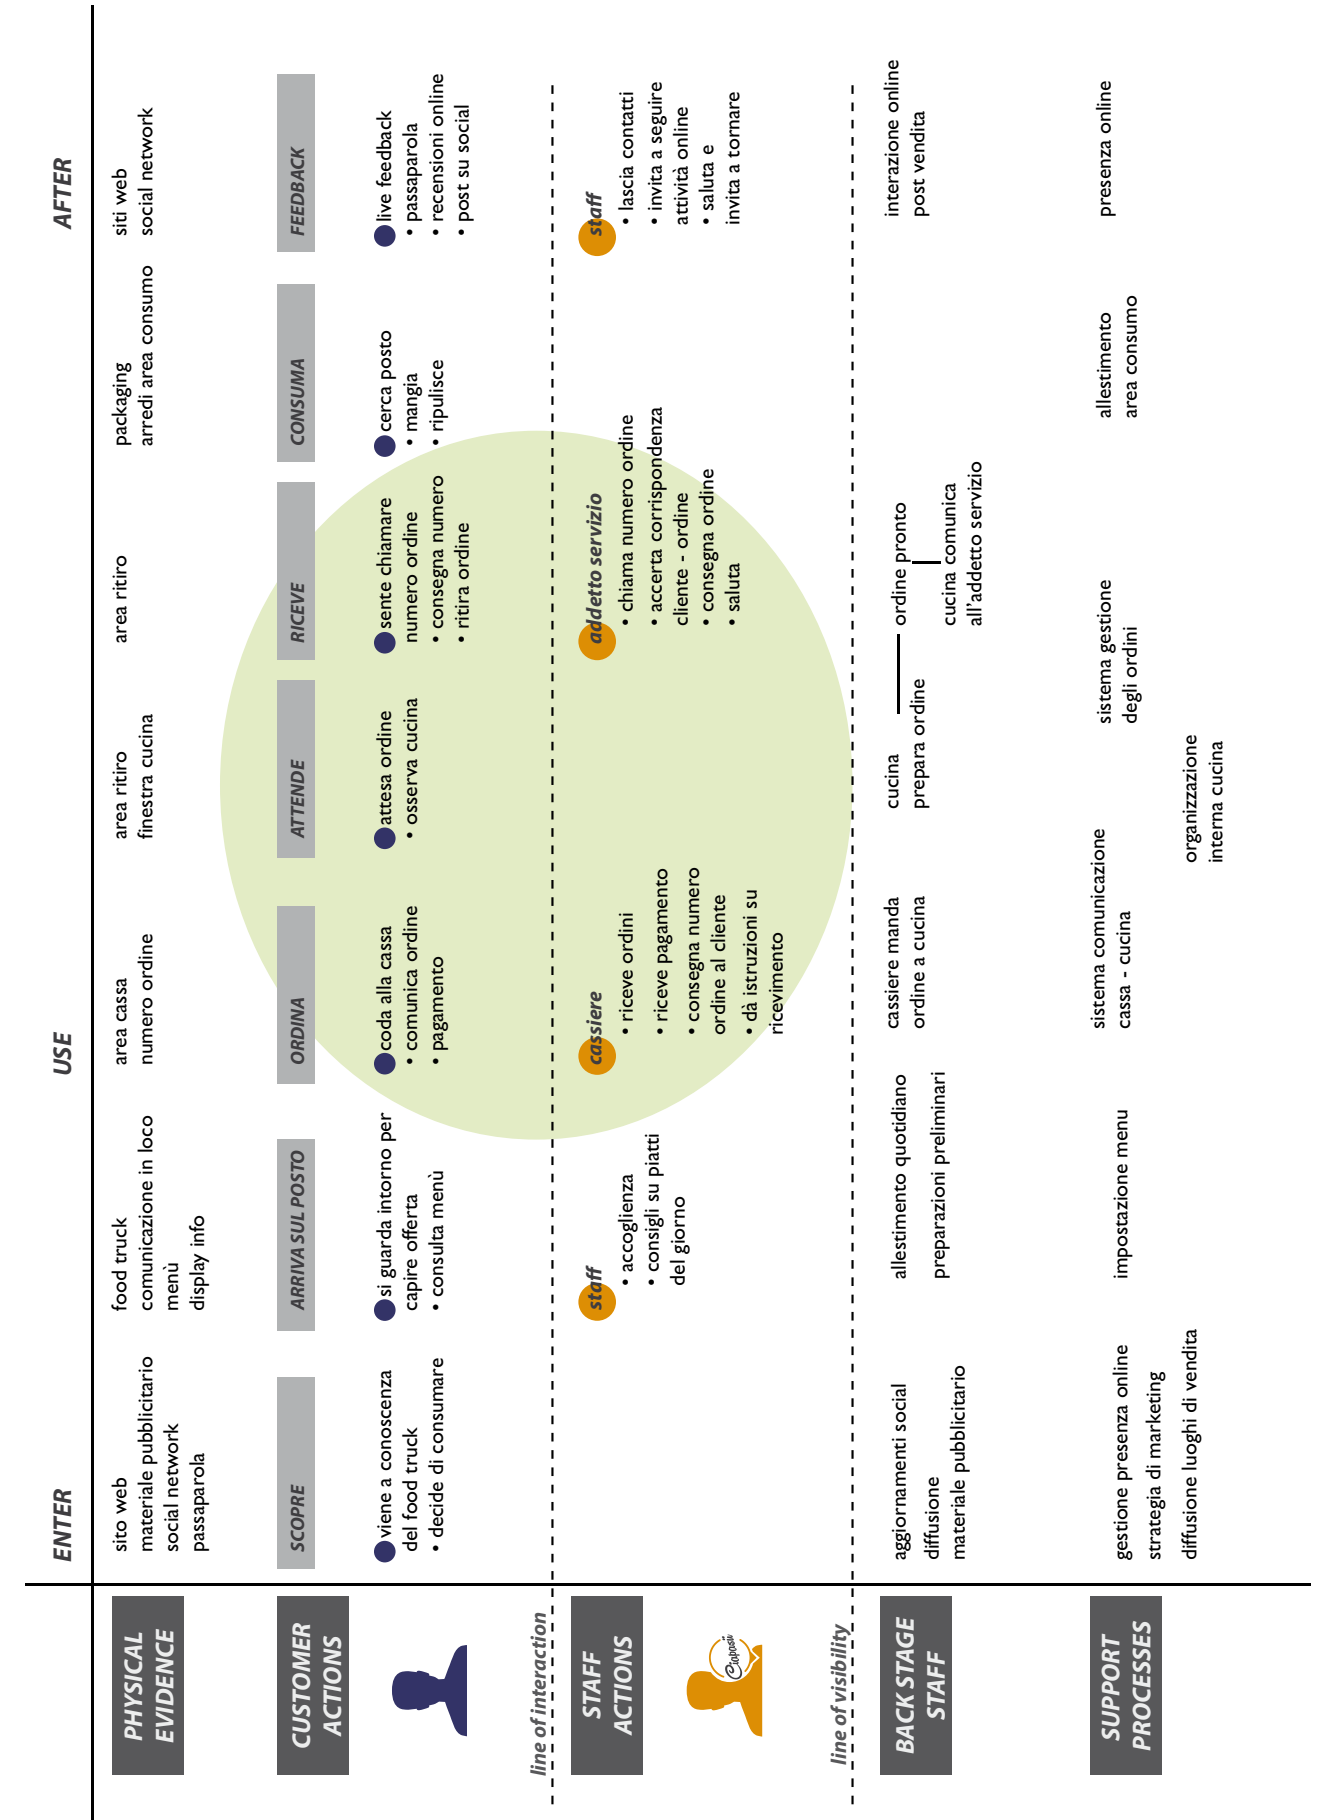 ENTER
USE
AFTER
PHYSICAL
EVIDENCE
sito web
materiale pubblicitario
social network
passaparola
food truck
comunicazione in loco
menù
display info
area cassa
numero ordine
area ritiro
finestra cucina
area ritiro
packaging
arredi area consumo
siti web
social network
CUSTOMER
ACTIONS
SCOPRE
ARRIVA SUL POSTO
ORDINA
ATTENDE
RICEVE
CONSUMA
FEEDBACK
viene a conoscenza
del food truck
• decide di consumare
si guarda intorno per
capire offerta
• consulta menù
coda alla cassa
• comunica ordine
• pagamento
attesa ordine
• osserva cucina
sente chiamare
numero ordine
• consegna numero
• ritira ordine
cerca posto
• mangia
• ripulisce
live feedback
• passaparola
• recensioni online
• post su social
line of interaction
STAFF
ACTIONS
Ciapasù
staff
• accoglienza
• consigli su piatti
del giorno
cassiere
• riceve ordini
• riceve pagamento
• consegna numero
ordine al cliente
• dà istruzioni su
ricevimento
addetto servizio
• chiama numero ordine
• accerta corrispondenza
cliente - ordine
• consegna ordine
• saluta
staff
• lascia contatti
• invita a seguire
attività online
• saluta e
invita a tornare
line of visibility
BACK STAGE
STAFF
aggiornamenti social
diffusione
materiale pubblicitario
allestimento quotidiano
preparazioni preliminari
cassiere manda
ordine a cucina
cucina
prepara ordine
ordine pronto
cucina comunica
all'addetto servizio
interazione online
post vendita
SUPPORT
PROCESSES
gestione presenza online
strategia di marketing
diffusione luoghi di vendita
impostazione menu
sistema comunicazione
cassa - cucina
organizzazione
interna cucina
sistema gestione
degli ordini
allestimento
area consumo
presenza online